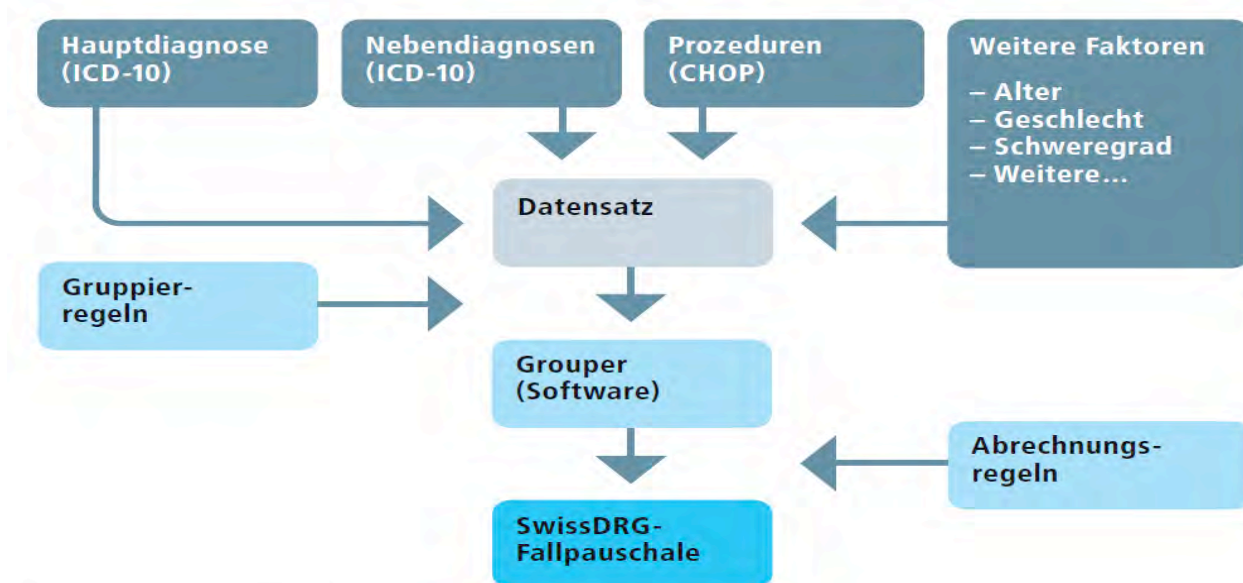 Hauptdiagnose
(ICD-10)
Nebendiagnosen
(ICD-10)
Prozeduren
(CHOP)
Weitere Faktoren
– Alter
– Geschlecht
– Schweregrad
– Weitere...
Datensatz
Gruppier-
regeln
Grouper
(Software)
Abrechnungs-
regeln
SwissDRG-
Fallpauschale